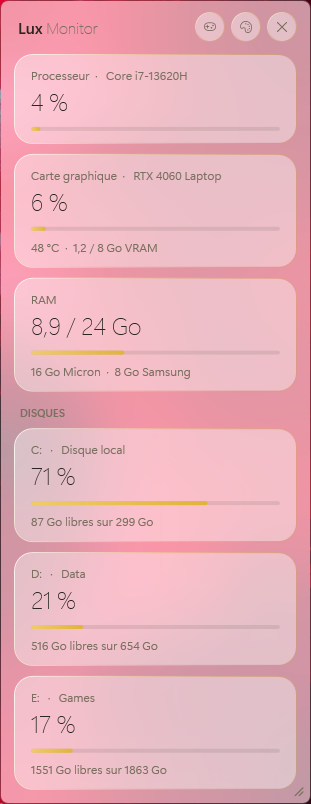 Lux Monitor
Processeur · Core i7-13620H
4 %
Carte graphique · RTX 4060 Laptop
6 %
48 °C · 1,2 / 8 Go VRAM
RAM
8,9 / 24 Go
16 Go Micron · 8 Go Samsung
DISQUES
C: · Disque local
71 %
87 Go libres sur 299 Go
D: · Data
21 %
516 Go libres sur 654 Go
E: · Games
17 %
1551 Go libres sur 1863 Go